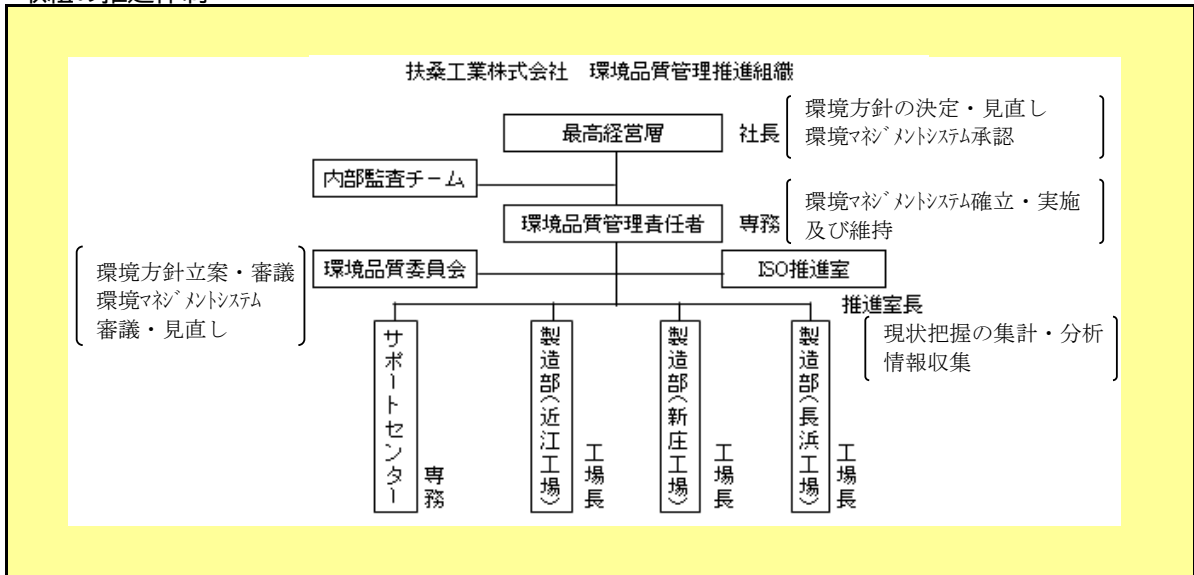 扶桑工業株式会社 環境品質管理推進組織
最高経営層
社長
環境方針の決定・見直し
環境ﾏﾈｼﾞﾒﾝﾄｼｽﾃﾑ承認
内部監査チーム
環境品質管理責任者
専務
環境ﾏﾈｼﾞﾒﾝﾄｼｽﾃﾑ確立・実施
及び維持
環境品質委員会
環境方針立案・審議
環境ﾏﾈｼﾞﾒﾝﾄｼｽﾃﾑ
審議・見直し
ISO推進室
推進室長
現状把握の集計・分析
情報収集
サポートセンター
専務
製造部(近江工場)
工場長
製造部(新庄工場)
工場長
製造部(長浜工場)
工場長